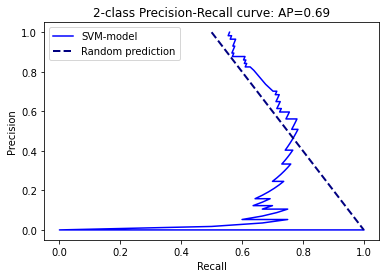 2-class Precision-Recall curve: AP=0.69
SVM-model
Random prediction
Precision
1.0
0.8
0.6
0.4
0.2
0.0
0.0 0.2 0.4 0.6 0.8 1.0
Recall